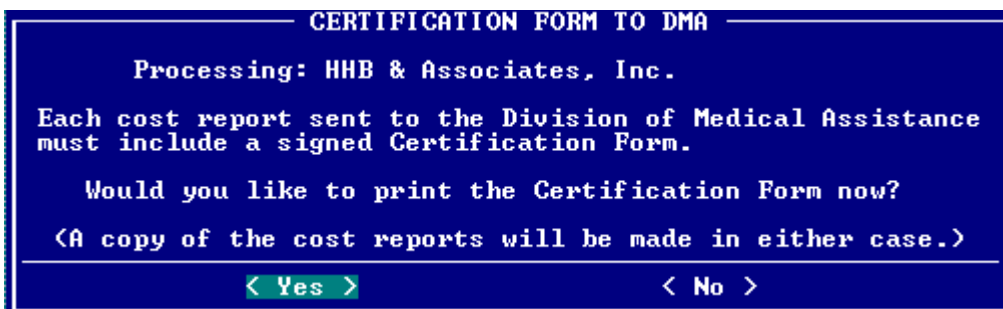 CERTIFICATION FORM TO DMA
Processing: HHB & Associates, Inc.
Each cost report sent to the Division of Medical Assistance
must include a signed Certification Form.
Would you like to print the Certification Form now?
(A copy of the cost reports will be made in either case.)
< Yes > < No >